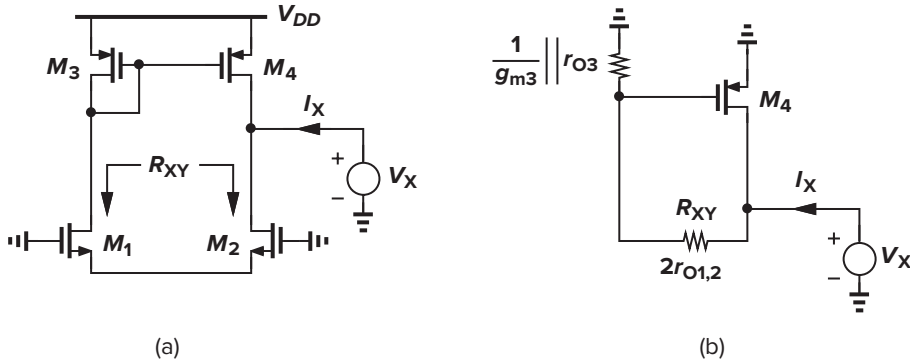 V_DD
M_3
M_4
I_X
R_XY
+
−
V_X
M_1
M_2
(a)
1/g_m3 || r_O3
M_4
I_X
R_XY
2r_O1,2
+
−
V_X
(b)